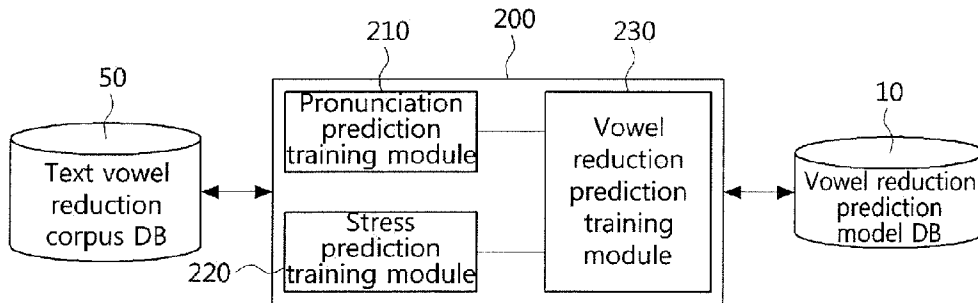 200
210
230
50
10
Pronunciation
prediction
training module
Vowel
reduction
prediction
training
module
Text vowel
reduction
corpus DB
Vowel reduction
prediction
model DB
Stress
prediction
training module
220